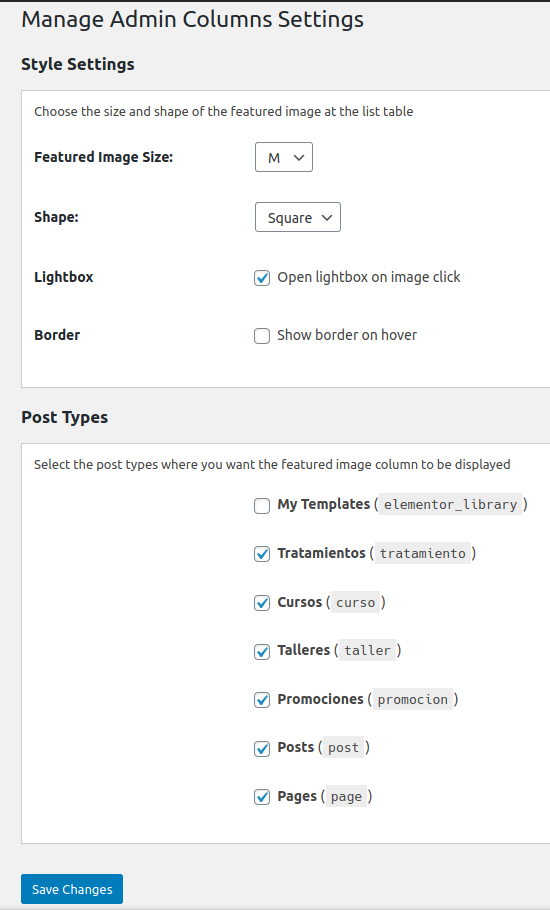 Manage Admin Columns Settings
Style Settings
Choose the size and shape of the featured image at the list table
Featured Image Size: M
Shape: Square
Lightbox Open lightbox on image click
Border Show border on hover
Post Types
Select the post types where you want the featured image column to be displayed
My Templates ( elementor_library )
Tratamientos ( tratamiento )
Cursos ( curso )
Talleres ( taller )
Promociones ( promocion )
Posts ( post )
Pages ( page )
Save Changes